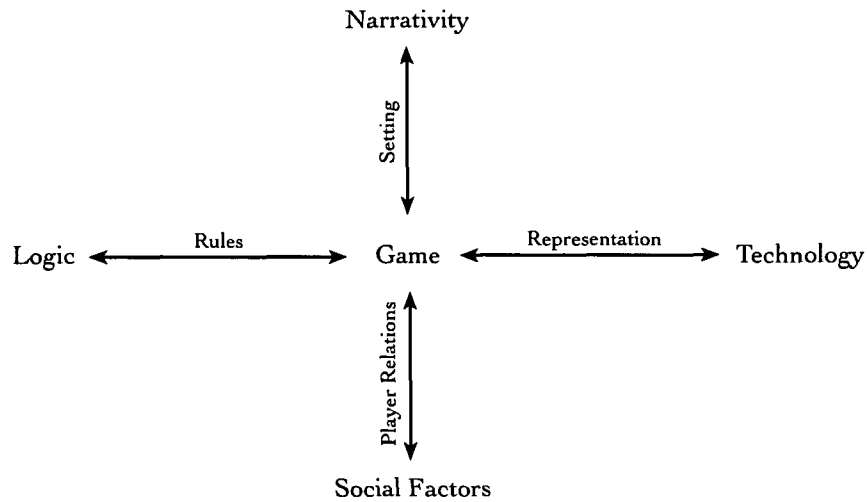 Narrativity
Setting
Logic
Rules
Game
Representation
Technology
Player Relations
Social Factors